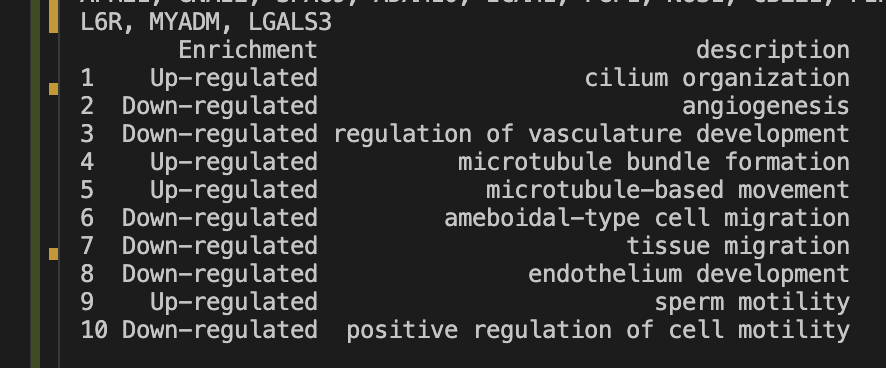 L6R, MYADM, LGALS3
Enrichment description
1 Up-regulated cilium organization
2 Down-regulated angiogenesis
3 Down-regulated regulation of vasculature development
4 Up-regulated microtubule bundle formation
5 Up-regulated microtubule-based movement
6 Down-regulated ameboidal-type cell migration
7 Down-regulated tissue migration
8 Down-regulated endothelium development
9 Up-regulated sperm motility
10 Down-regulated positive regulation of cell motility